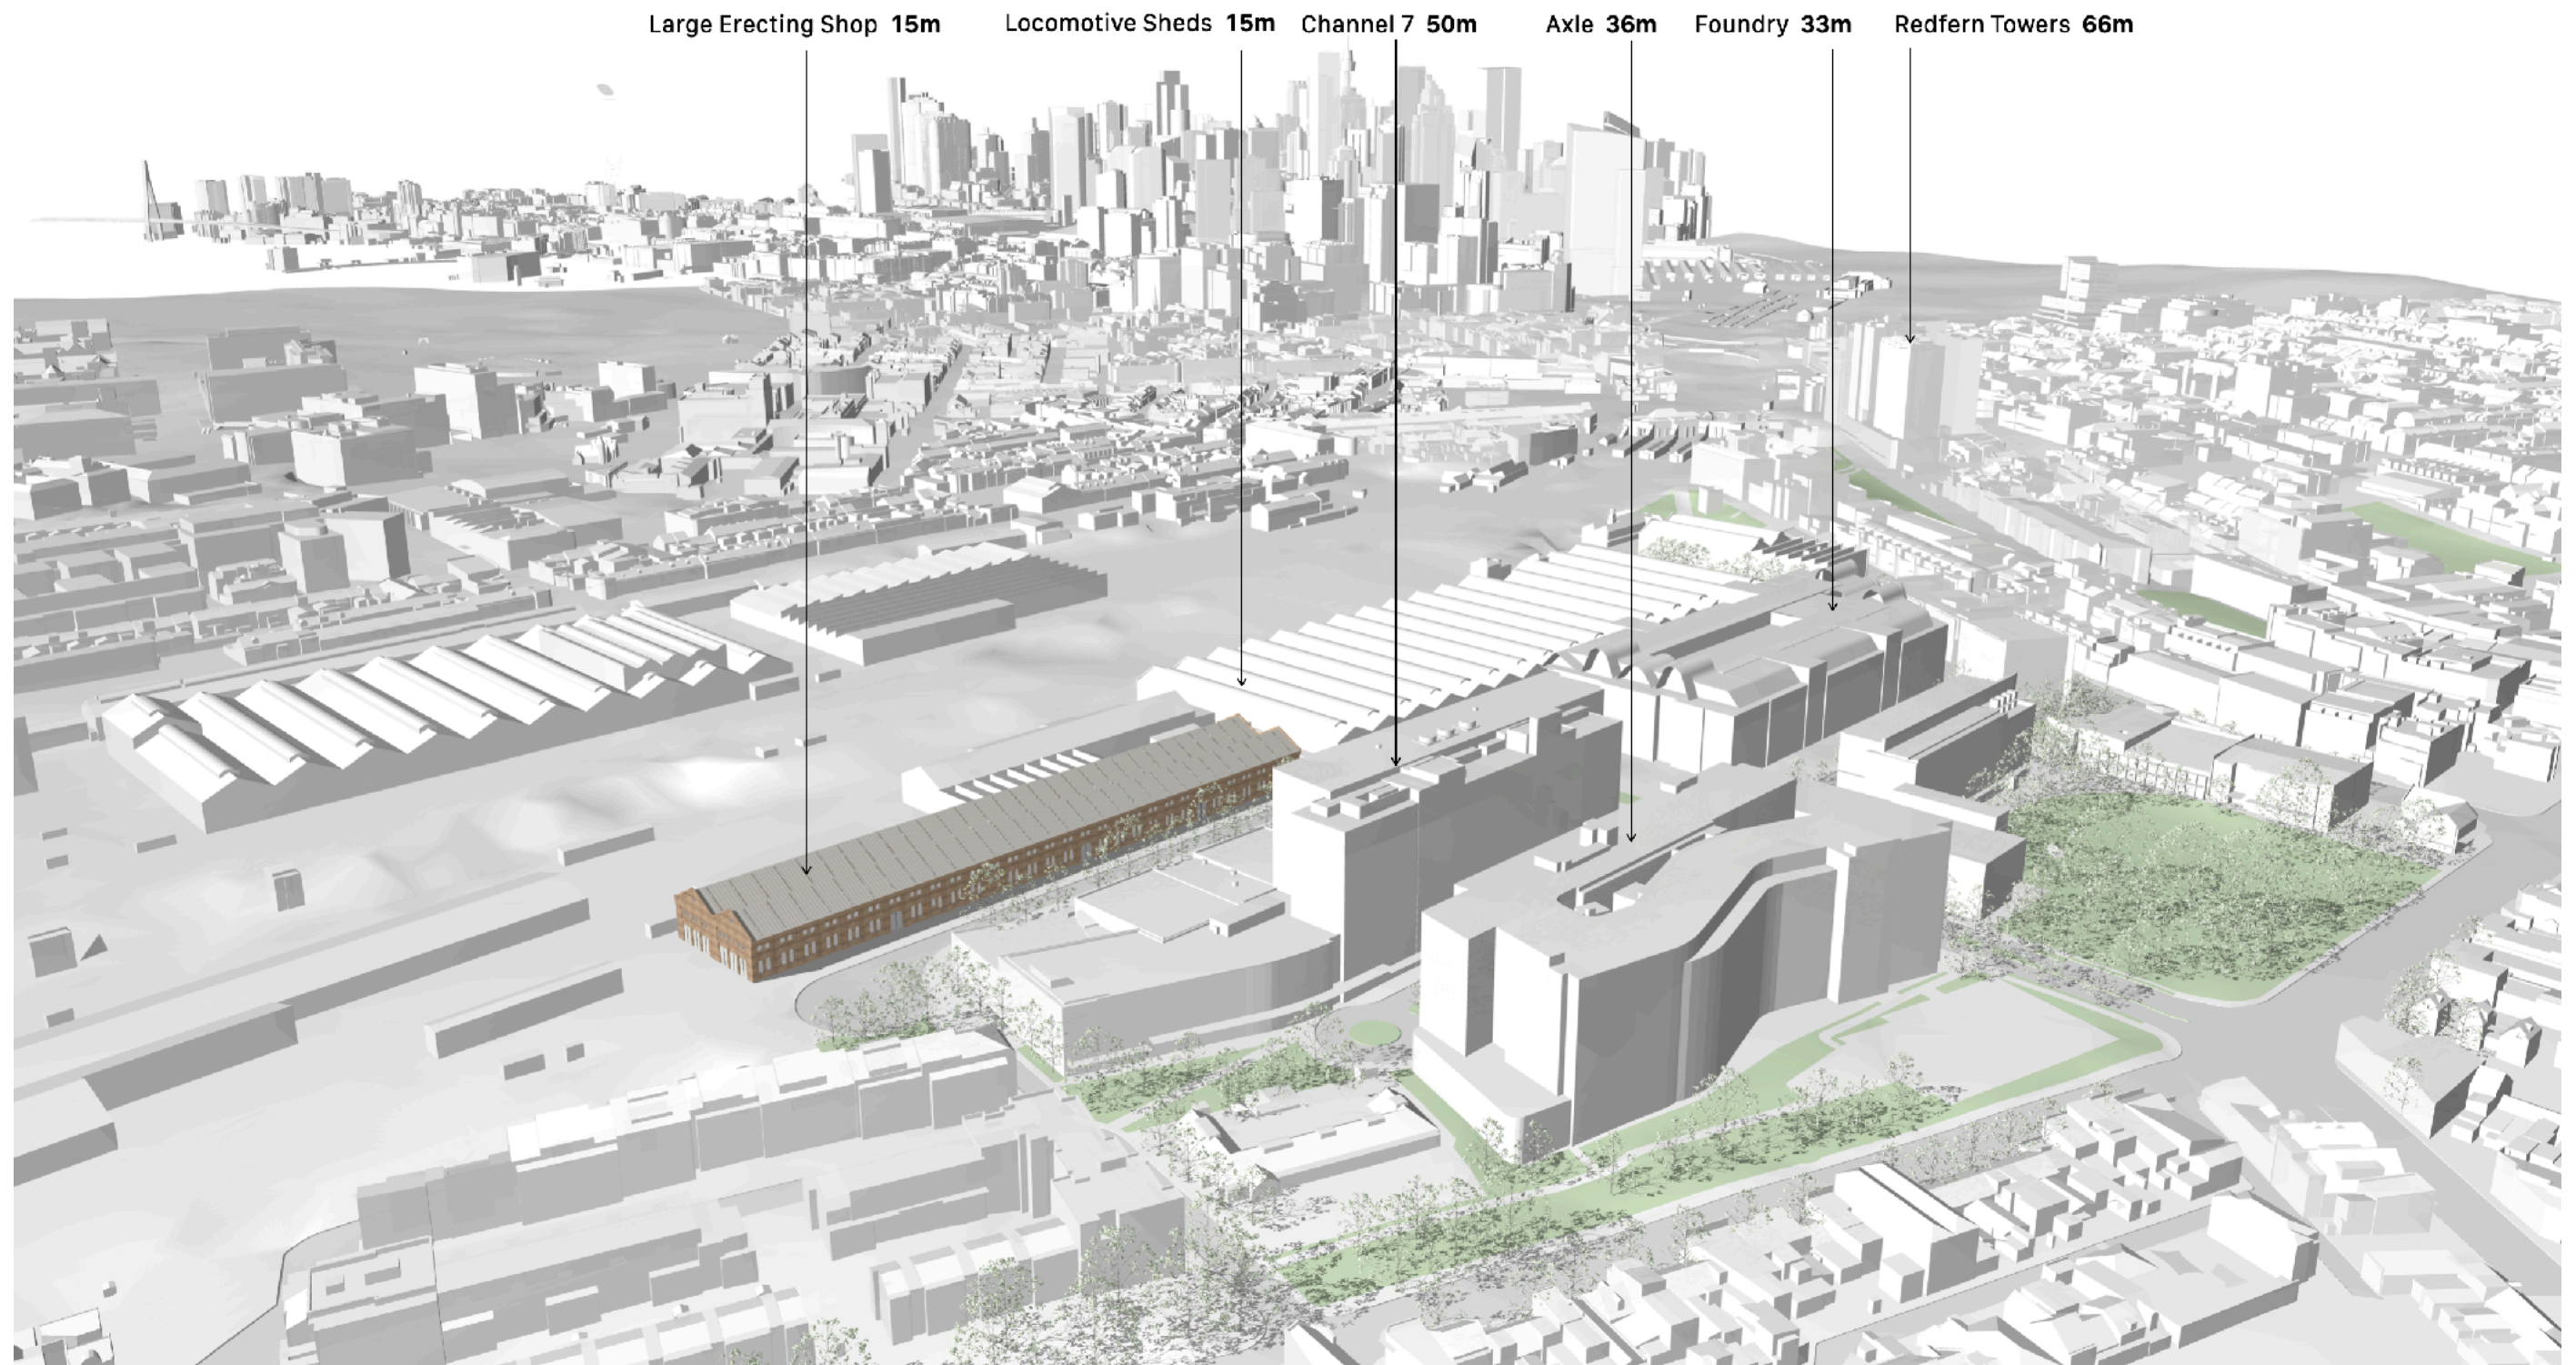 Large Erecting Shop 15m
Locomotive Sheds 15m
Channel 7 50m
Axle 36m
Foundry 33m
Redfern Towers 66m